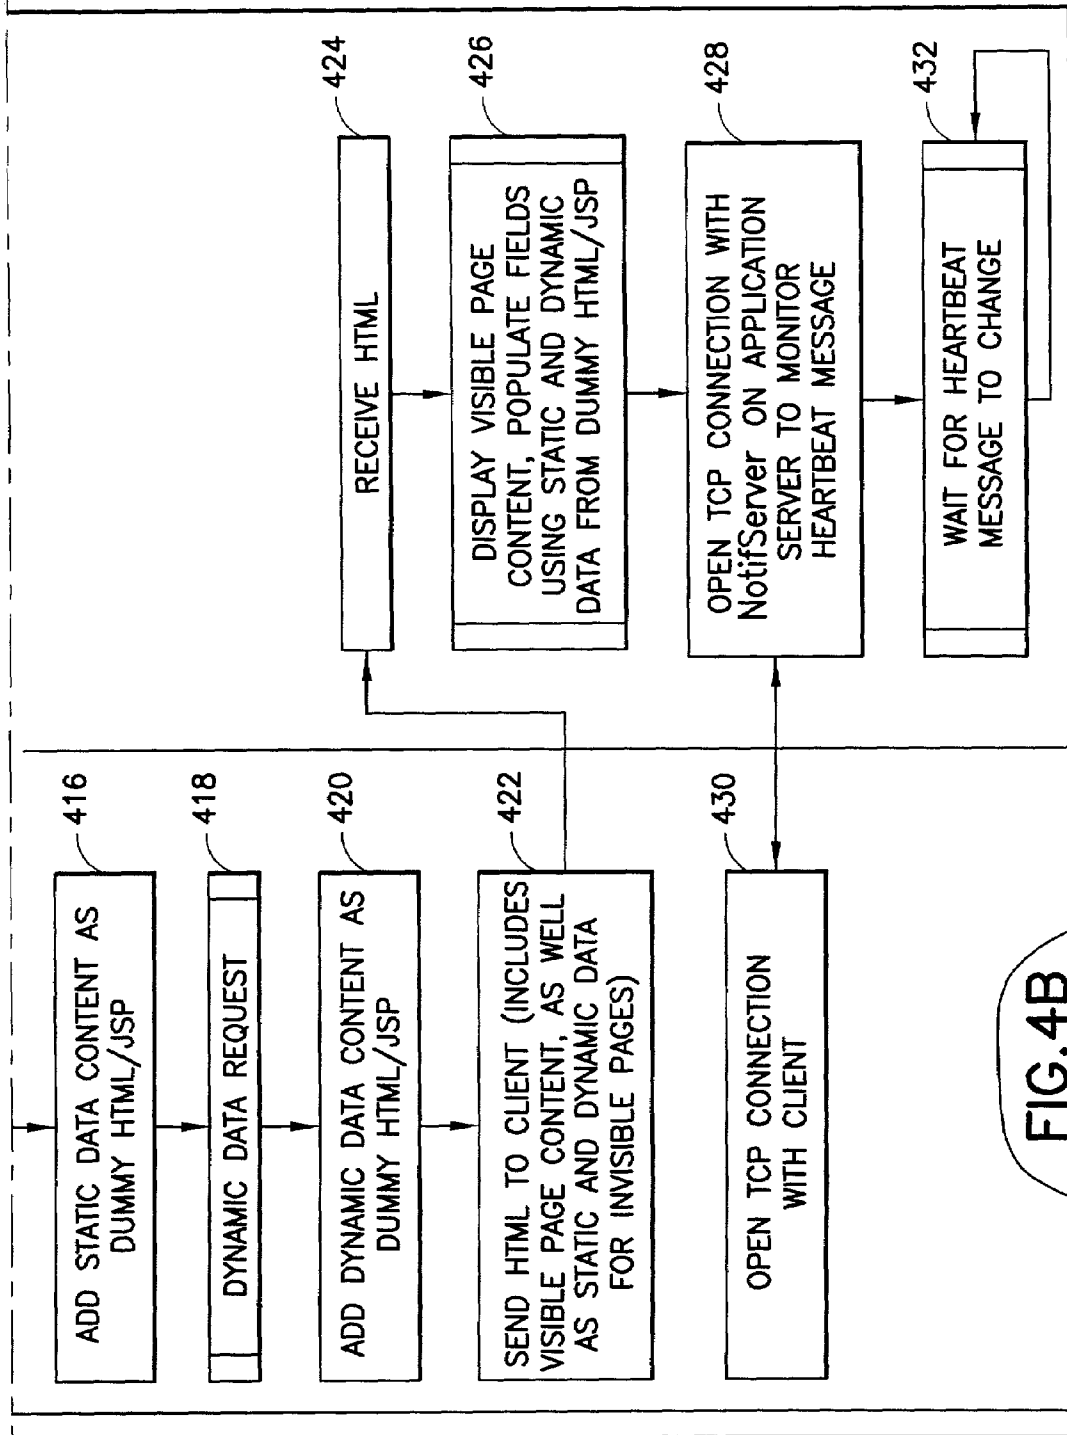 416
ADD STATIC DATA CONTENT AS
DUMMY HTML/JSP
418
DYNAMIC DATA REQUEST
420
ADD DYNAMIC DATA CONTENT AS
DUMMY HTML/JSP
422
SEND HTML TO CLIENT (INCLUDES
VISIBLE PAGE CONTENT, AS WELL
AS STATIC AND DYNAMIC DATA
FOR INVISIBLE PAGES)
430
OPEN TCP CONNECTION
WITH CLIENT
424
RECEIVE HTML
426
DISPLAY VISIBLE PAGE
CONTENT, POPULATE FIELDS
USING STATIC AND DYNAMIC
DATA FROM DUMMY HTML/JSP
428
OPEN TCP CONNECTION WITH
NotifServer ON APPLICATION
SERVER TO MONITOR
HEARTBEAT MESSAGE
432
WAIT FOR HEARTBEAT
MESSAGE TO CHANGE
FIG.4B